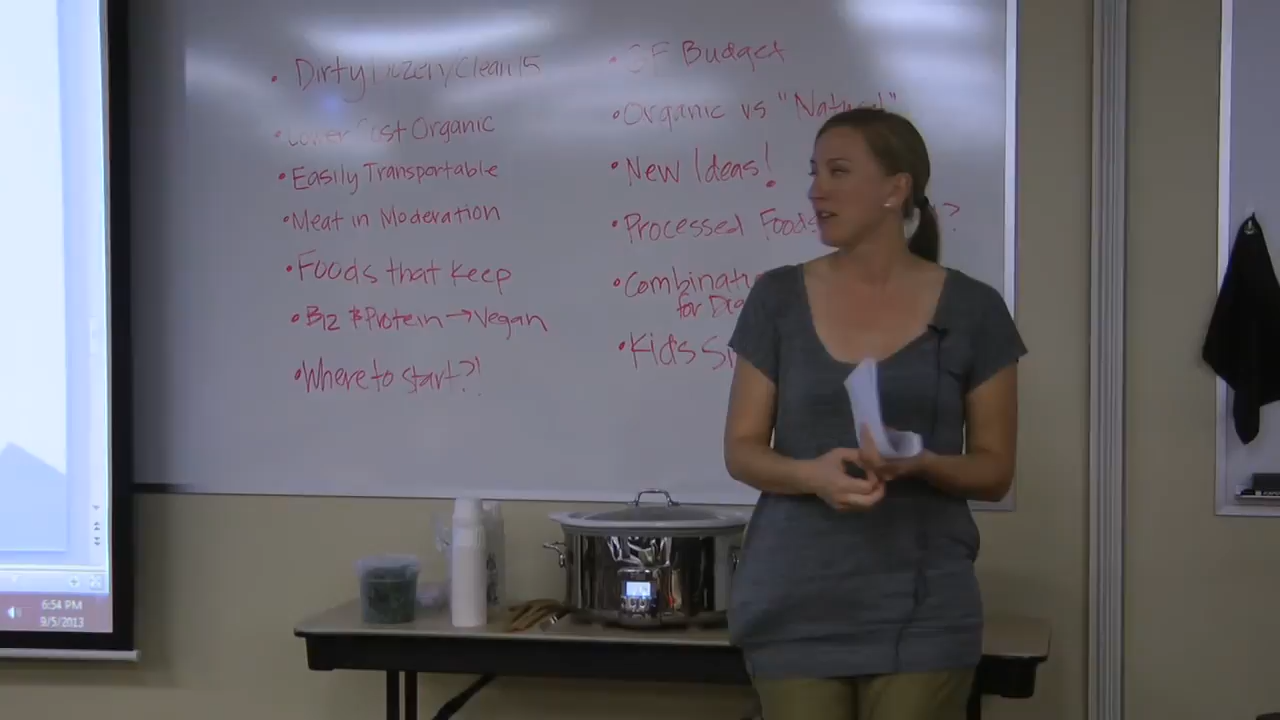 • Dirty Dozen/Clean 15
• Lower Cost Organic
• Easily Transportable
• Meat in Moderation
• Foods that Keep
• B12 & Protein → Vegan
• Where to start?!
• GF Budget
• Organic vs "Natural"
• New Ideas!
• Processed Foods ?
• Combinat
for
• Kids
6:54 PM
9/5/2013